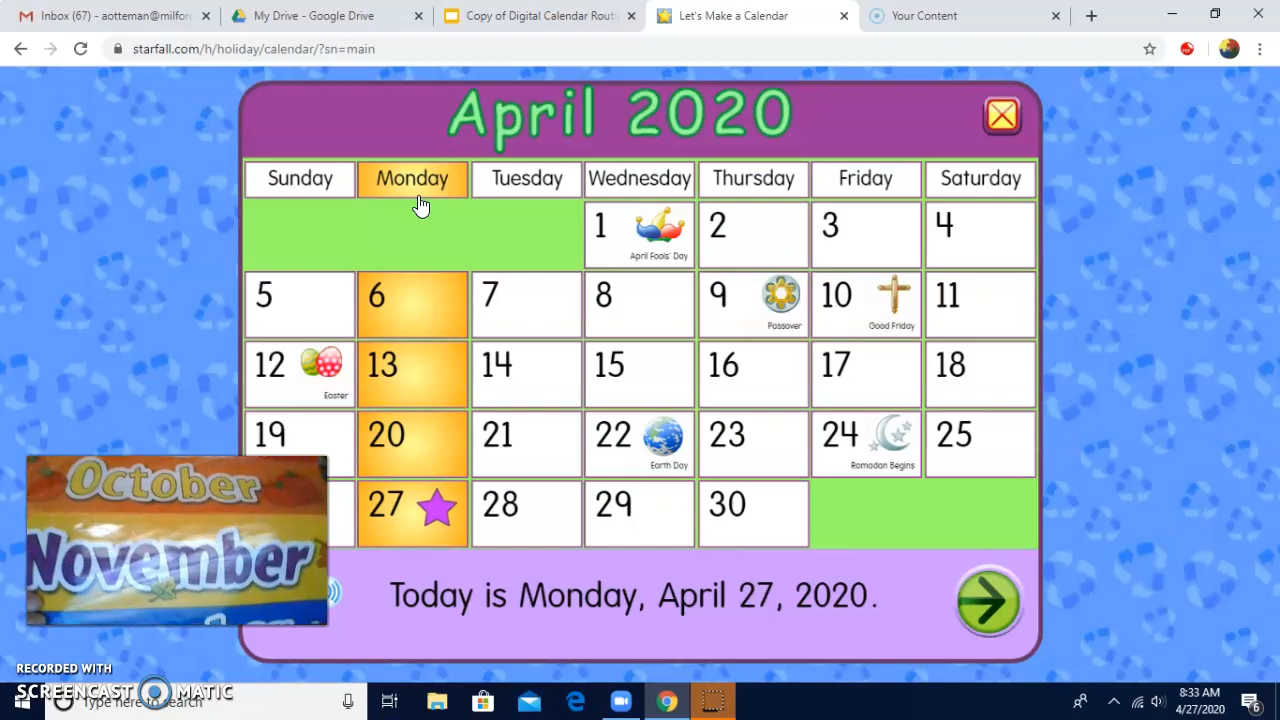 Inbox (67) - aotteman@milfor
My Drive - Google Drive
Copy of Digital Calendar Rout
Let's Make a Calendar
Your Content
starfall.com/h/holiday/calendar/?sn=main
April 2020
Sunday Monday Tuesday Wednesday Thursday Friday Saturday
1 April Fools' Day 2 3 4
5 6 7 8 9 Passover 10 Good Friday 11
12 Easter 13 14 15 16 17 18
19 20 21 22 Earth Day 23 24 Ramadan Begins 25
27 28 29 30
October
November
Today is Monday, April 27, 2020.
RECORDED WITH
SCREENCAST MATIC
Type here to search
8:33 AM
4/27/2020
6